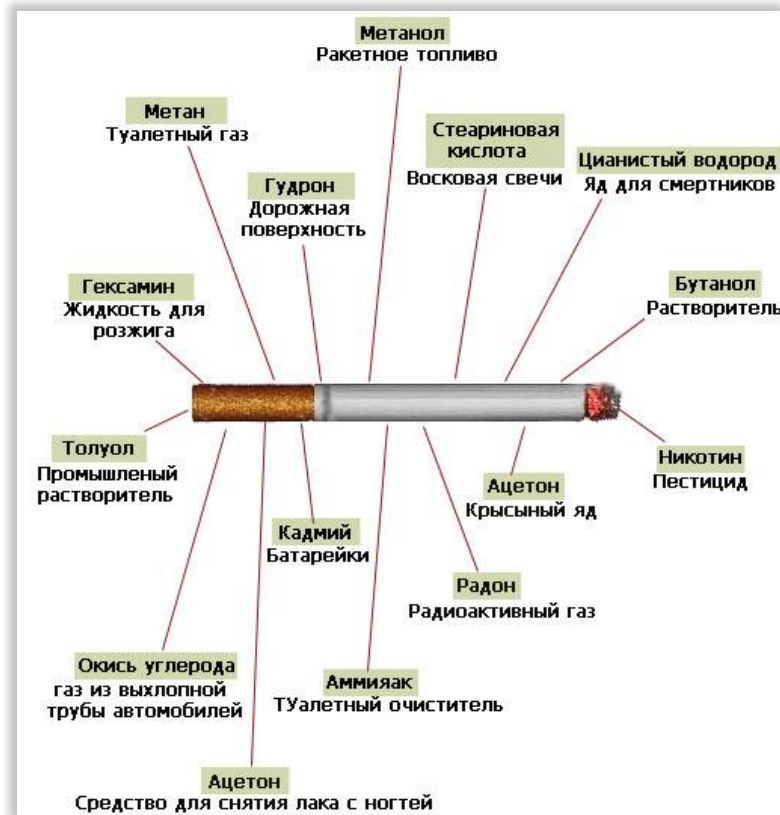 Метанол
Ракетное топливо
Метан
Туалетный газ
Стеариновая
кислота
Восковая свечи
Цианистый водород
Яд для смертников
Гудрон
Дорожная
поверхность
Гексамин
Жидкость для
розжига
Бутанол
Растворитель
Толуол
Промышленый
растворитель
Никотин
Пестицид
Ацетон
Крысыный яд
Кадмий
Батарейки
Радон
Радиоактивный газ
Окись углерода
газ из выхлопной
трубы автомобилей
Аммияак
ТУалетный очиститель
Ацетон
Средство для снятия лака с ногтей